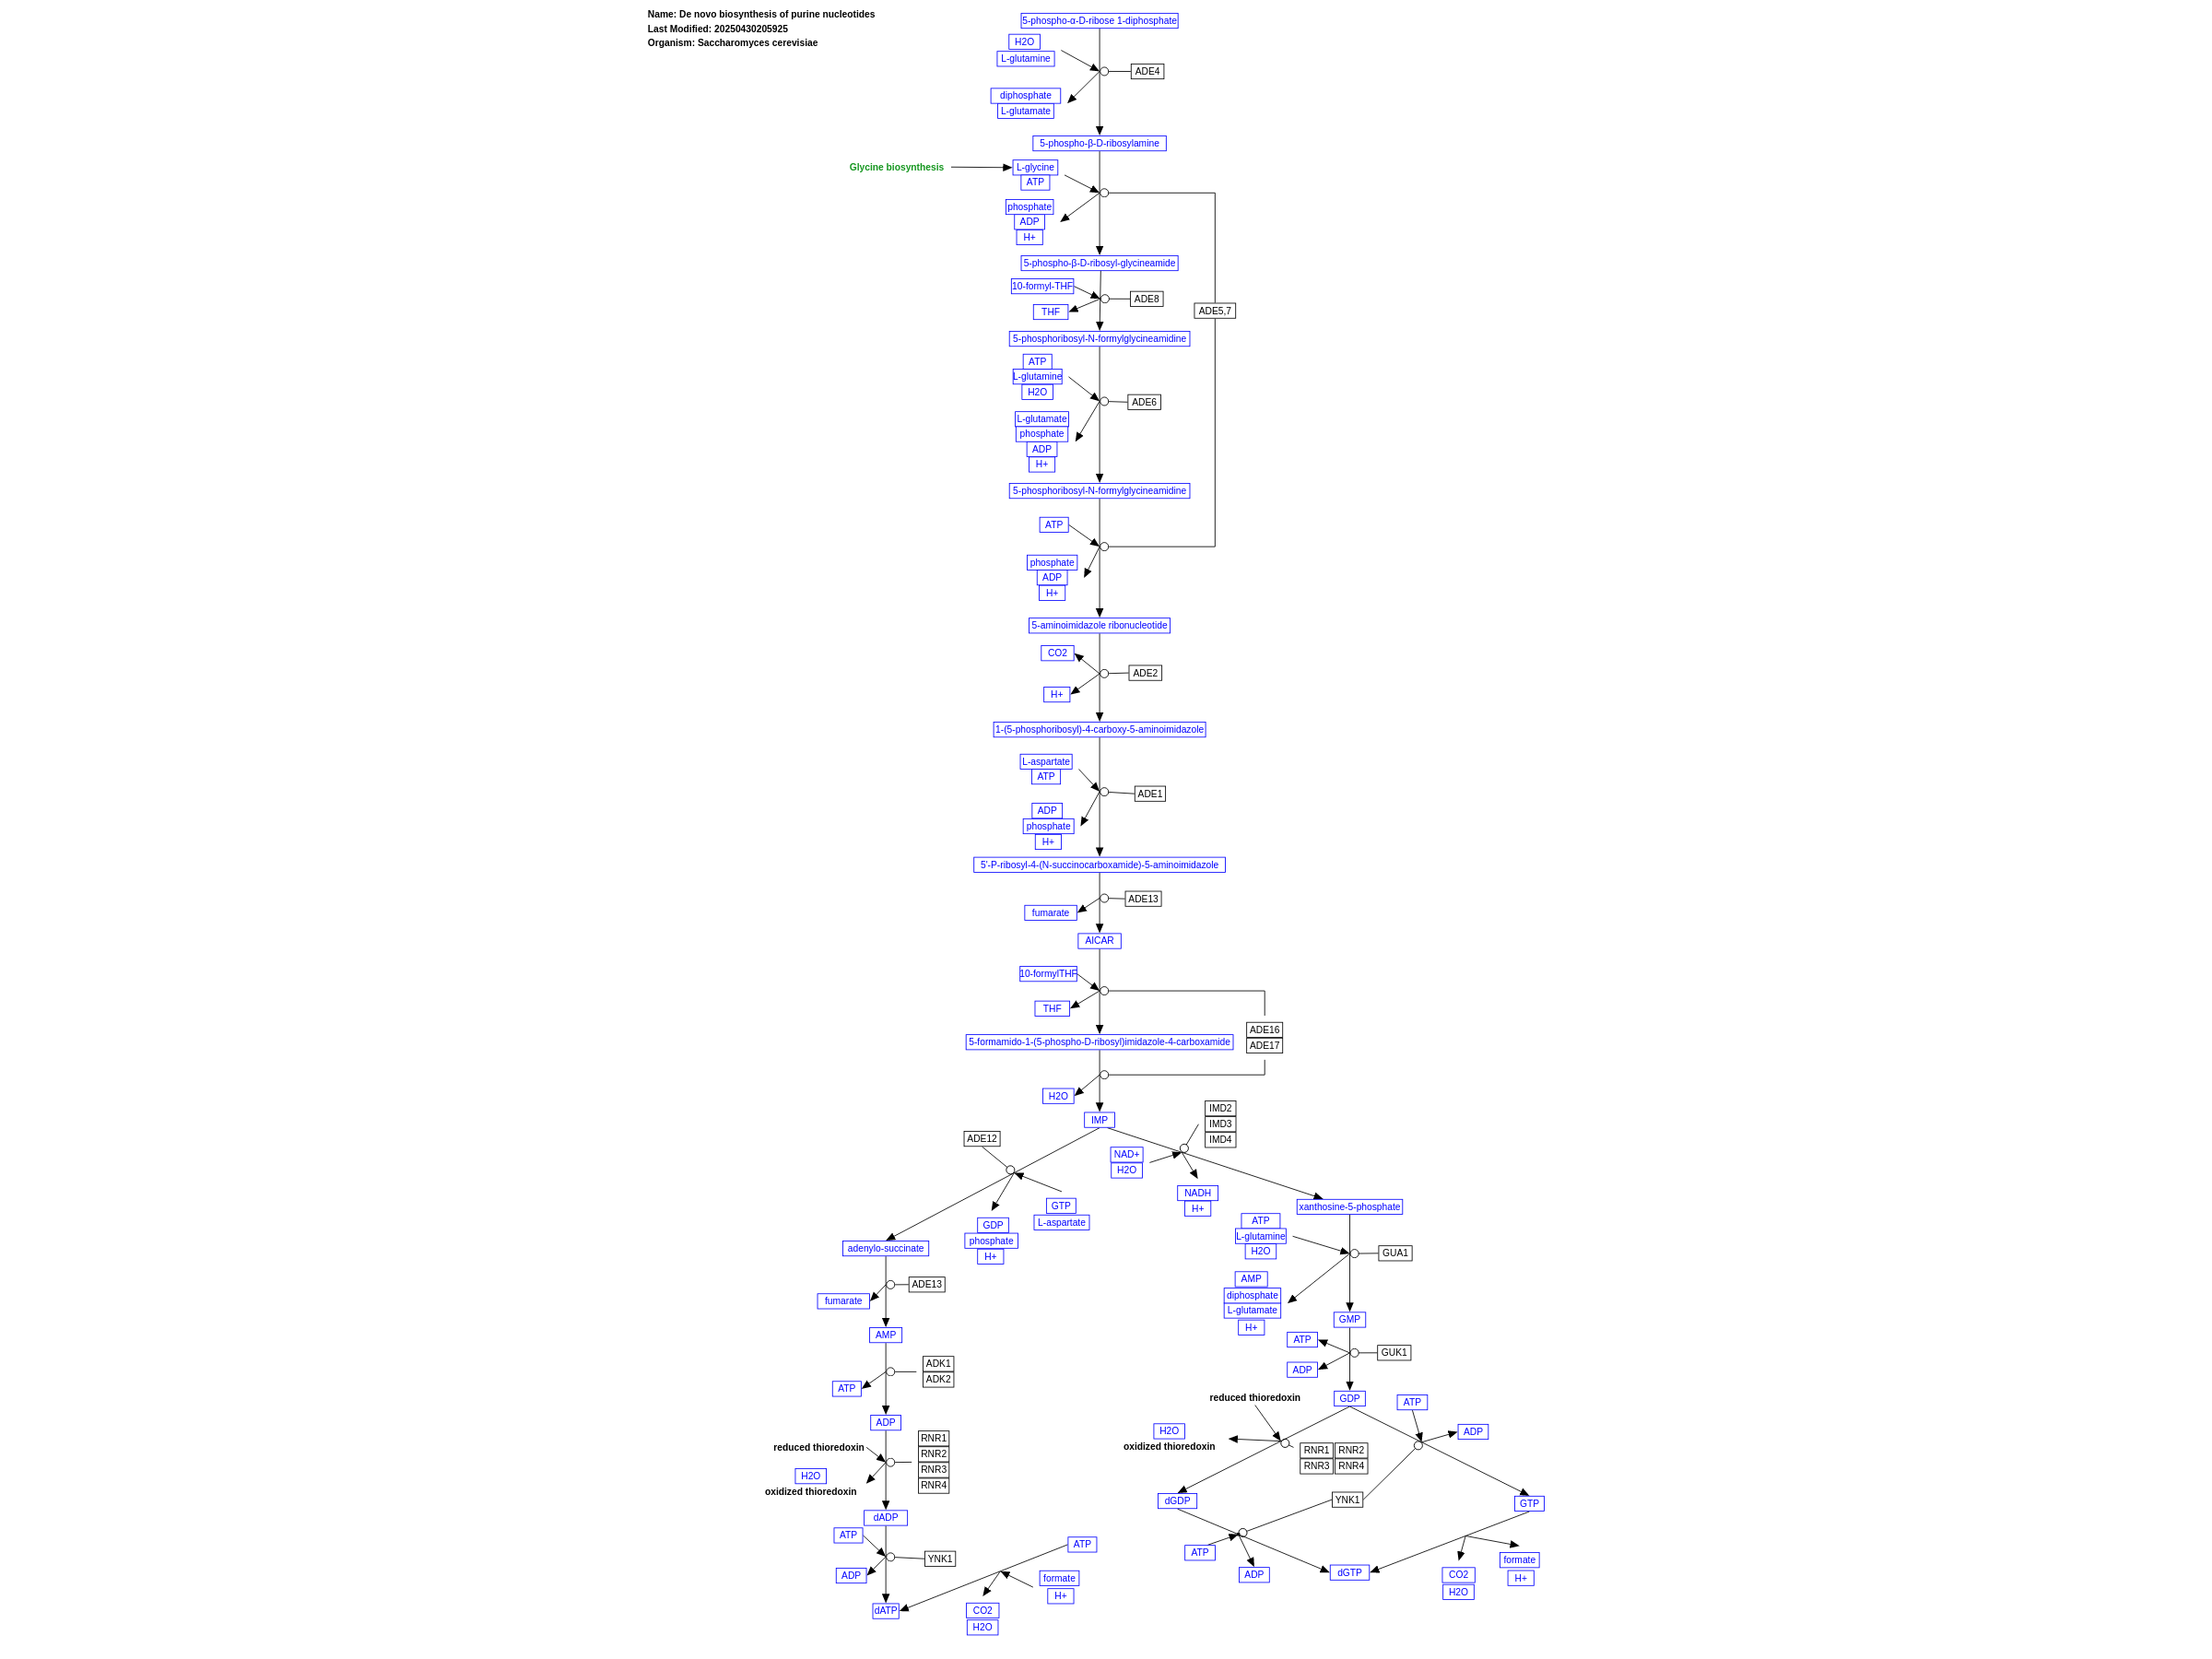 Name: De novo biosynthesis of purine nucleotides
Last Modified: 20250430205925
Organism: Saccharomyces cerevisiae
5-phospho-α-D-ribose 1-diphosphate
H2O
L-glutamine
ADE4
diphosphate
L-glutamate
5-phospho-β-D-ribosylamine
Glycine biosynthesis
L-glycine
ATP
phosphate
ADP
H+
5-phospho-β-D-ribosyl-glycineamide
10-formyl-THF
ADE8
THF
ADE5,7
5-phosphoribosyl-N-formylglycineamidine
ATP
L-glutamine
H2O
ADE6
L-glutamate
phosphate
ADP
H+
5-phosphoribosyl-N-formylglycineamidine
ATP
phosphate
ADP
H+
5-aminoimidazole ribonucleotide
CO2
ADE2
H+
1-(5-phosphoribosyl)-4-carboxy-5-aminoimidazole
L-aspartate
ATP
ADE1
ADP
phosphate
H+
5'-P-ribosyl-4-(N-succinocarboxamide)-5-aminoimidazole
ADE13
fumarate
AICAR
10-formylTHF
THF
ADE16
ADE17
5-formamido-1-(5-phospho-D-ribosyl)imidazole-4-carboxamide
H2O
IMP
IMD2
IMD3
IMD4
ADE12
NAD+
H2O
NADH
H+
GTP
L-aspartate
GDP
phosphate
H+
xanthosine-5-phosphate
ATP
L-glutamine
H2O
GUA1
adenylo-succinate
ADE13
fumarate
AMP
diphosphate
L-glutamate
H+
GMP
AMP
ATP
GUK1
ADP
ADK1
ADK2
ATP
GDP
reduced thioredoxin
ATP
ADP
H2O
oxidized thioredoxin
RNR1 RNR2
RNR3 RNR4
ADP
RNR1
RNR2
RNR3
RNR4
reduced thioredoxin
H2O
oxidized thioredoxin
dGDP
YNK1
GTP
dADP
ATP
YNK1
ADP
ATP
ATP
ADP
dGTP
formate
H+
CO2
H2O
formate
H+
dATP
CO2
H2O